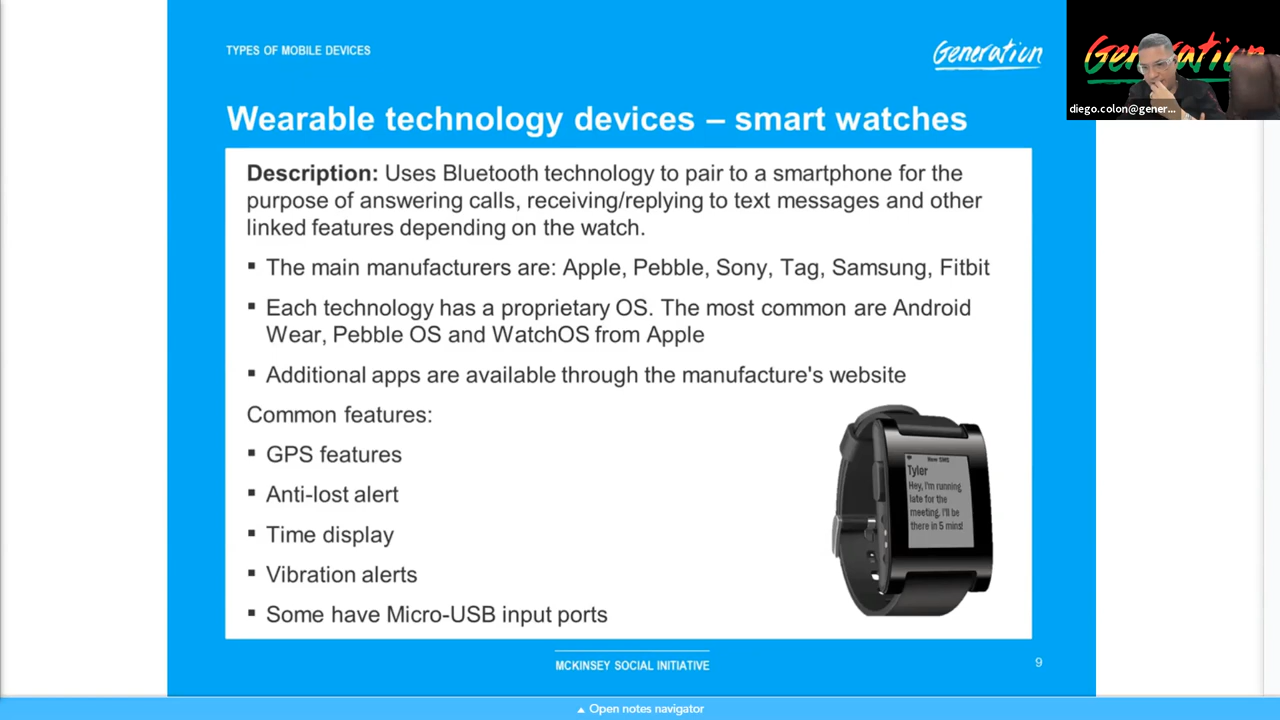 TYPES OF MOBILE DEVICES
Generation
Generation
diego.colon@gener...
Wearable technology devices – smart watches
Description: Uses Bluetooth technology to pair to a smartphone for the
purpose of answering calls, receiving/replying to text messages and other
linked features depending on the watch.
▪ The main manufacturers are: Apple, Pebble, Sony, Tag, Samsung, Fitbit
▪ Each technology has a proprietary OS. The most common are Android
Wear, Pebble OS and WatchOS from Apple
▪ Additional apps are available through the manufacture's website
Common features:
▪ GPS features
▪ Anti-lost alert
▪ Time display
▪ Vibration alerts
▪ Some have Micro-USB input ports
New SMS
Tyler
Hey, I'm running
late for the
meeting. I'll be
there in 5 mins!
MCKINSEY SOCIAL INITIATIVE
9
▲ Open notes navigator